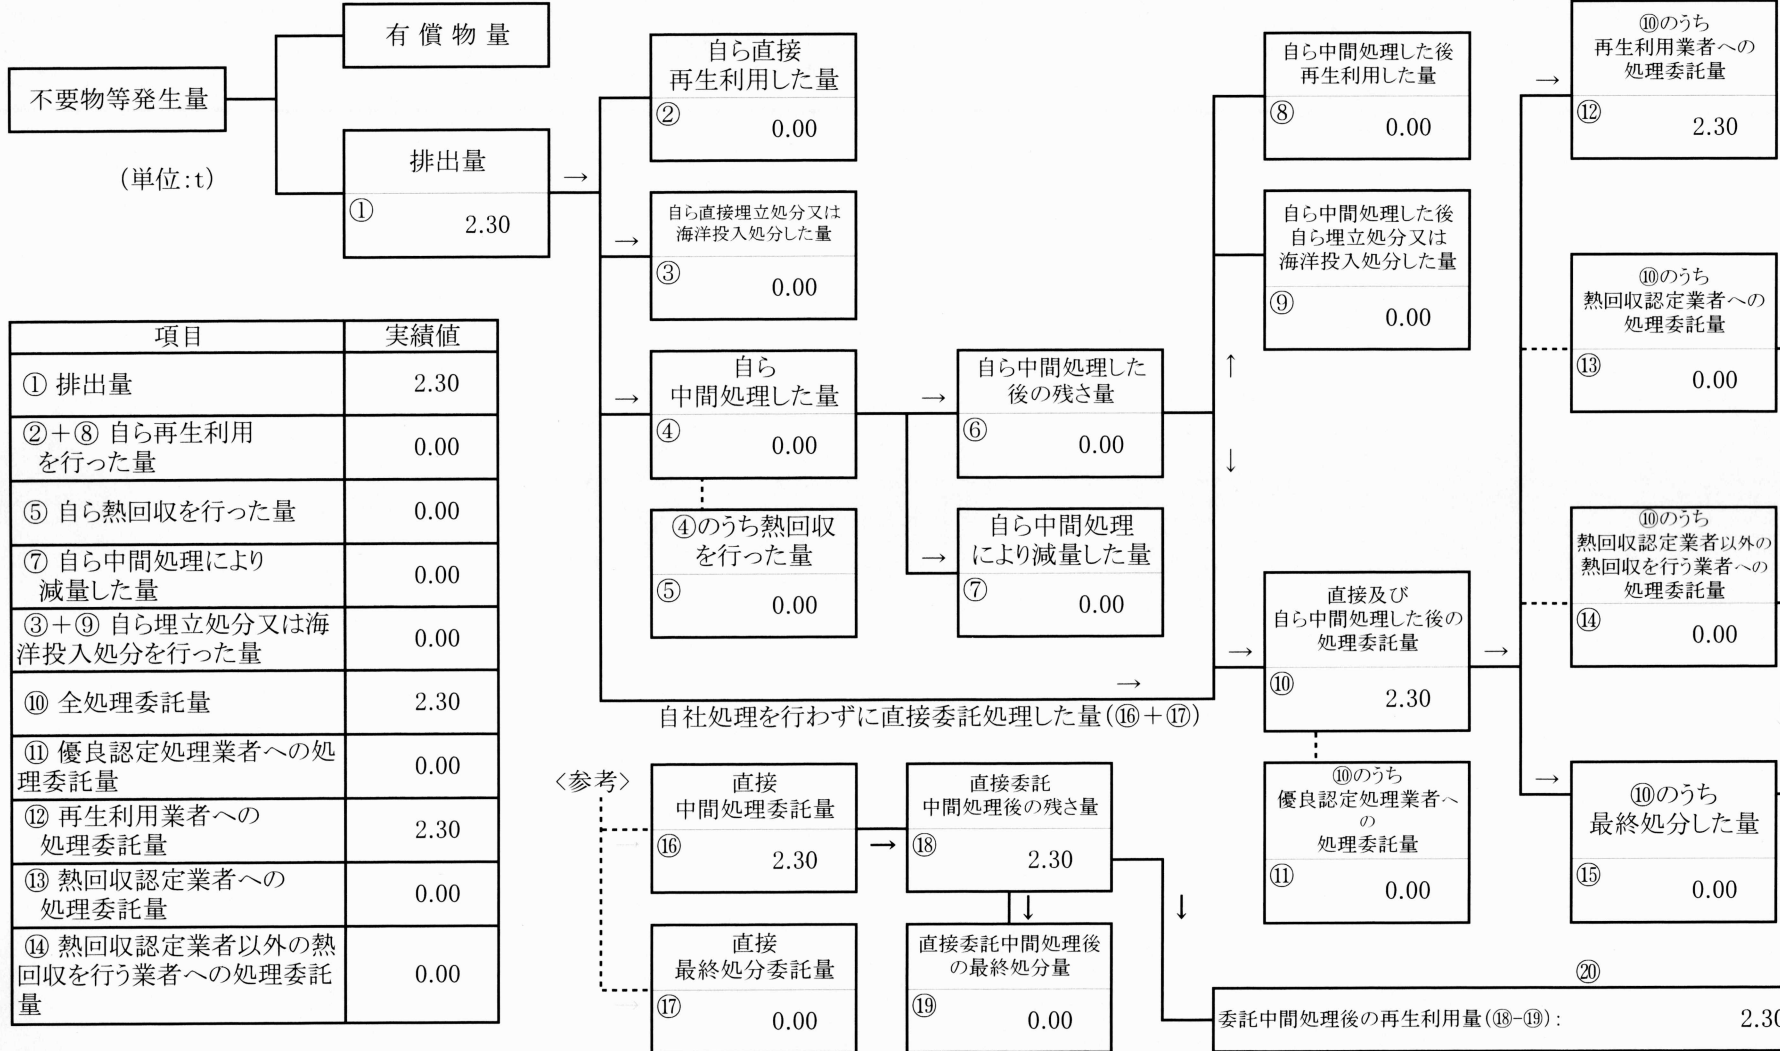 有償物量
不要物等発生量
(単位:t)
排出量
①
2.30
自ら直接
再生利用した量
②
0.00
自ら直接埋立処分又は
海洋投入処分した量
③
0.00
自ら
中間処理した量
④
0.00
④のうち熱回収
を行った量
⑤
0.00
自ら中間処理した
後の残さ量
⑥
0.00
自ら中間処理
により減量した量
⑦
0.00
自ら中間処理した後
再生利用した量
⑧
0.00
自ら中間処理した後
自ら埋立処分又は
海洋投入処分した量
⑨
0.00
直接及び
自ら中間処理した後の
処理委託量
⑩
2.30
⑩のうち
優良認定処理業者へ
の
処理委託量
⑪
0.00
⑩のうち
再生利用業者への
処理委託量
⑫
2.30
⑩のうち
熱回収認定業者への
処理委託量
⑬
0.00
⑩のうち
熱回収認定業者以外の
熱回収を行う業者への
処理委託量
⑭
0.00
⑩のうち
最終処分した量
⑮
0.00
自社処理を行わずに直接委託処理した量(⑯+⑰)
<参考>
直接
中間処理委託量
⑯
2.30
直接
最終処分委託量
⑰
0.00
直接委託
中間処理後の残さ量
⑱
2.30
直接委託中間処理後
の最終処分量
⑲
0.00
⑳
委託中間処理後の再生利用量(⑱-⑲): 2.30
項目 実績値
① 排出量 2.30
②+⑧ 自ら再生利用
を行った量 0.00
⑤ 自ら熱回収を行った量 0.00
⑦ 自ら中間処理により
減量した量 0.00
③+⑨ 自ら埋立処分又は海
洋投入処分を行った量 0.00
⑩ 全処理委託量 2.30
⑪ 優良認定処理業者への処
理委託量 0.00
⑫ 再生利用業者への
処理委託量 2.30
⑬ 熱回収認定業者への
処理委託量 0.00
⑭ 熱回収認定業者以外の熱
回収を行う業者への処理委託
量 0.00